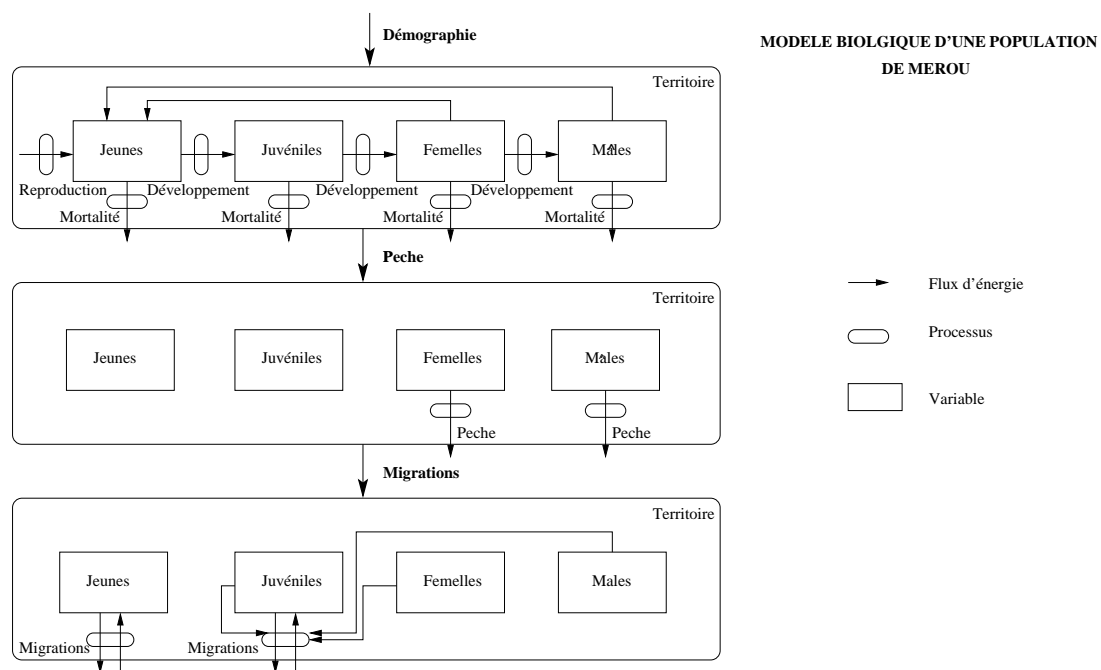 Démographie
MODELE BIOLGIQUE D'UNE POPULATION
DE MEROU
Territoire
Jeunes
Juvéniles
Femelles
Mâles
Reproduction
Développement
Développement
Développement
Mortalité
Mortalité
Mortalité
Mortalité
Peche
Territoire
Jeunes
Juvéniles
Femelles
Mâles
Peche
Peche
Flux d'énergie
Processus
Variable
Migrations
Territoire
Jeunes
Juvéniles
Femelles
Males
Migrations
Migrations